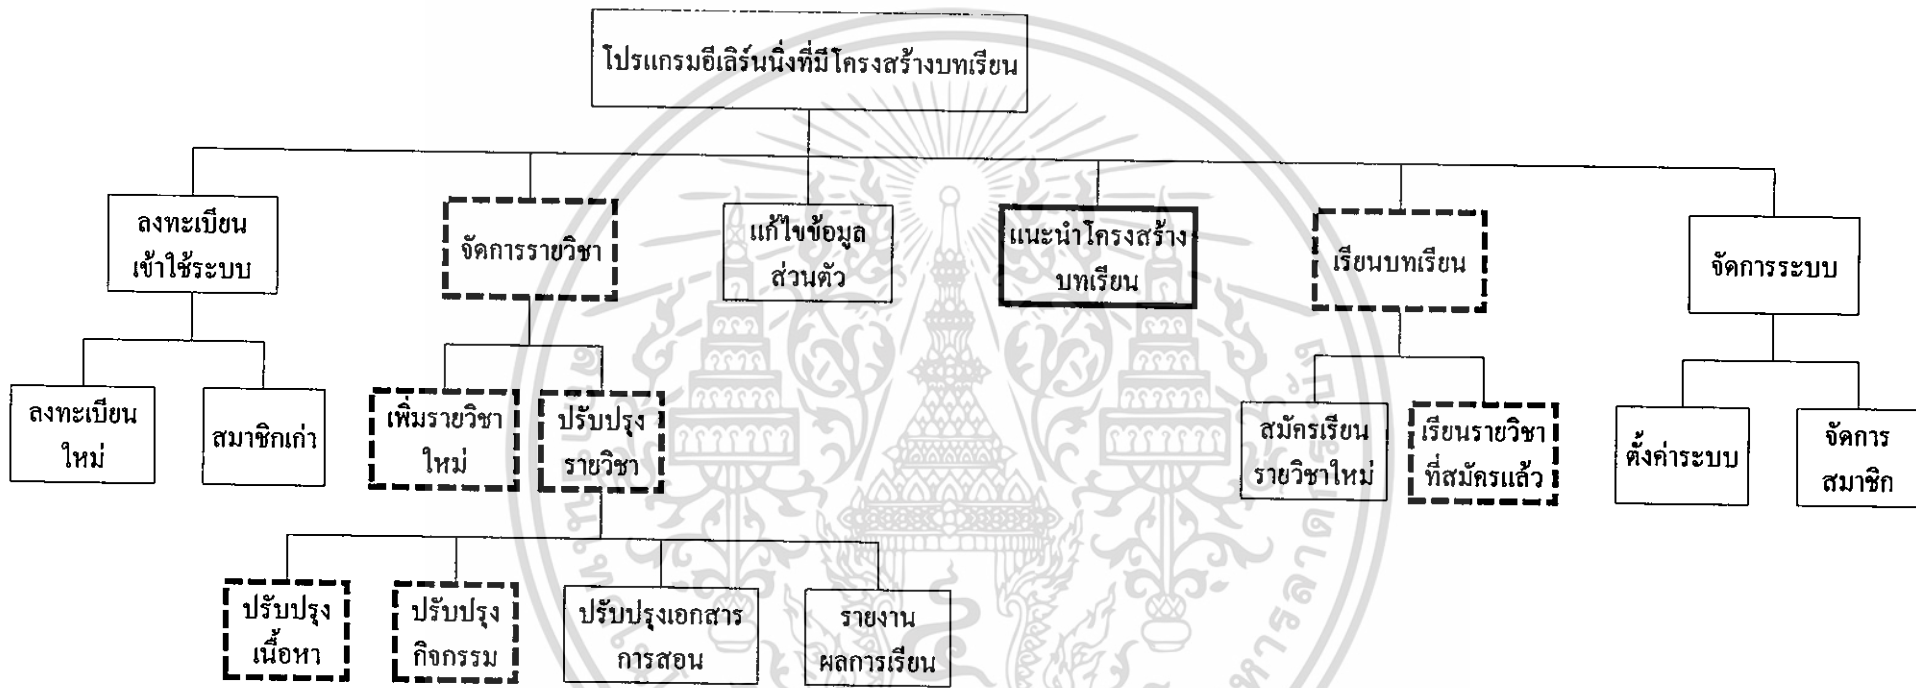 โปรแกรมอีเลิร์นนิ่งที่มีโครงสร้างบทเรียน
ลงทะเบียน
เข้าใช้ระบบ
จัดการรายวิชา
แก้ไขข้อมูล
ส่วนตัว
แนะนำโครงสร้าง
บทเรียน
เรียนบทเรียน
จัดการระบบ
ลงทะเบียน
ใหม่
สมาชิกเก่า
เพิ่มรายวิชา
ใหม่
ปรับปรุง
รายวิชา
สมัครเรียน
รายวิชาใหม่
เรียนรายวิชา
ที่สมัครแล้ว
ตั้งค่าระบบ
จัดการ
สมาชิก
ปรับปรุง
เนื้อหา
ปรับปรุง
กิจกรรม
ปรับปรุงเอกสาร
การสอน
รายงาน
ผลการเรียน